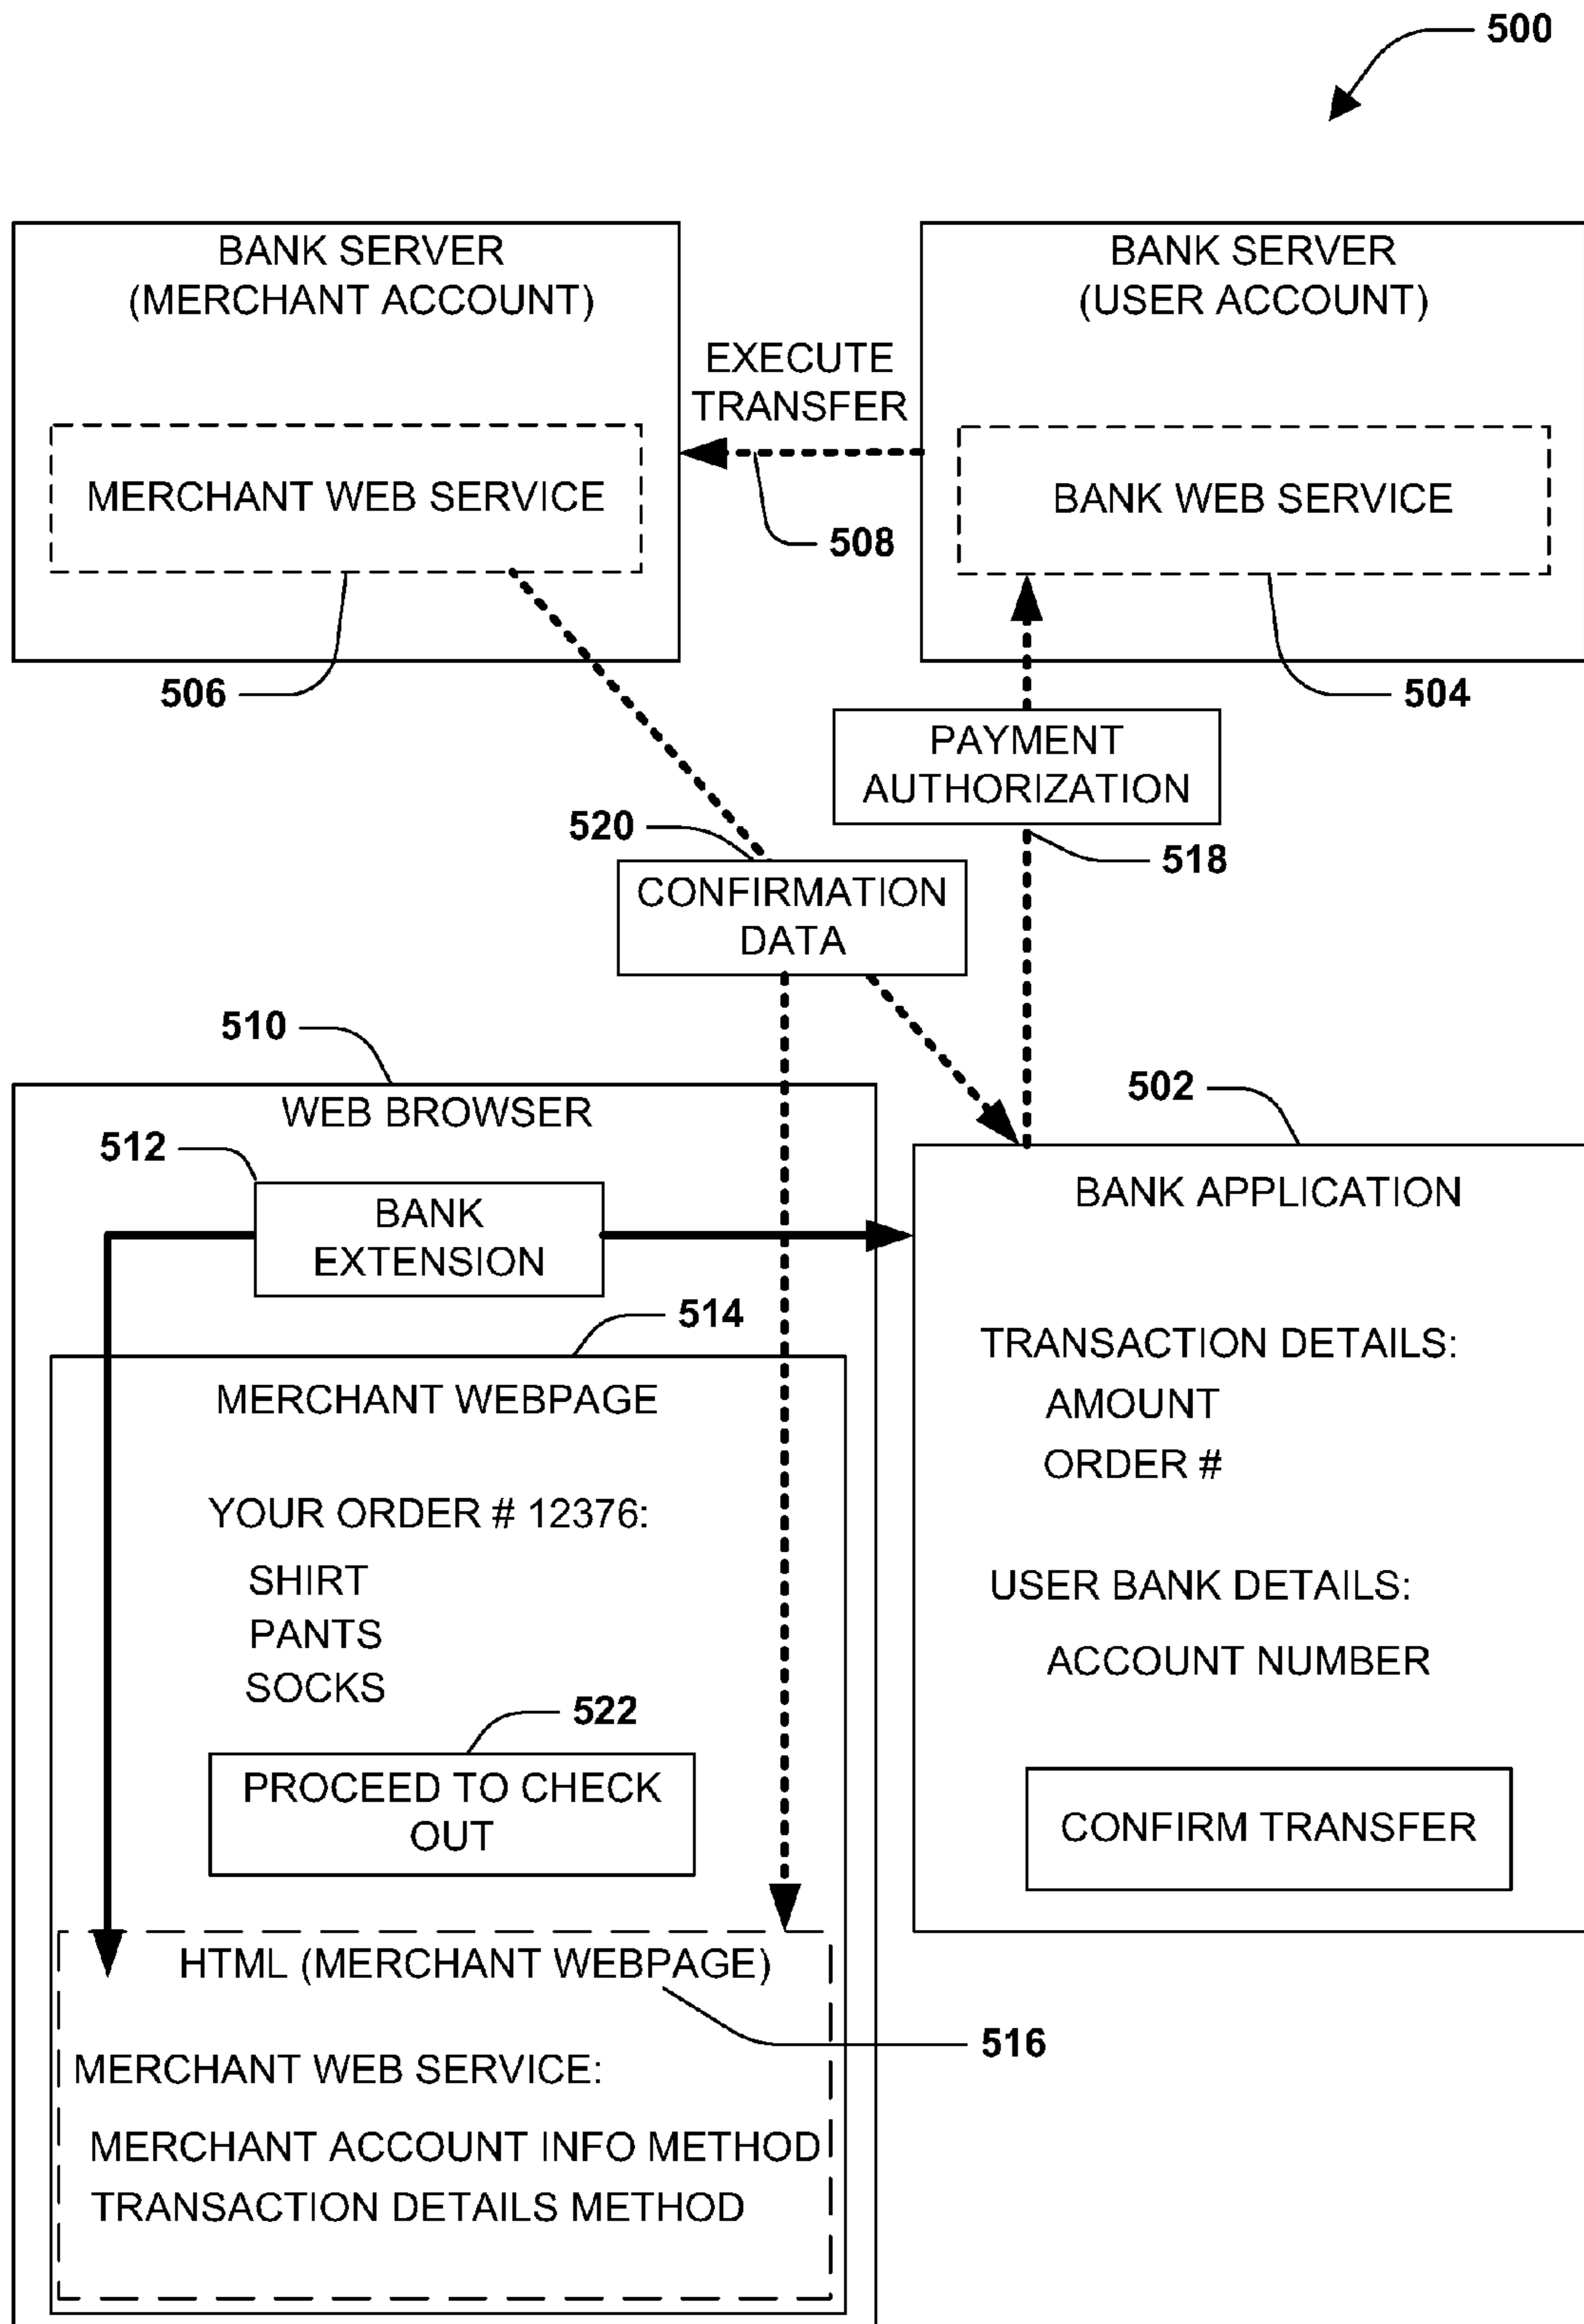 500
BANK SERVER
(MERCHANT ACCOUNT)
BANK SERVER
(USER ACCOUNT)
EXECUTE
TRANSFER
MERCHANT WEB SERVICE
BANK WEB SERVICE
508
506
504
PAYMENT
AUTHORIZATION
520
518
CONFIRMATION
DATA
510
WEB BROWSER
502
512
BANK
EXTENSION
BANK APPLICATION
514
MERCHANT WEBPAGE
TRANSACTION DETAILS:
AMOUNT
ORDER #
YOUR ORDER # 12376:
SHIRT
PANTS
SOCKS
USER BANK DETAILS:
ACCOUNT NUMBER
522
PROCEED TO CHECK
OUT
CONFIRM TRANSFER
HTML (MERCHANT WEBPAGE)
516
MERCHANT WEB SERVICE:
MERCHANT ACCOUNT INFO METHOD
TRANSACTION DETAILS METHOD